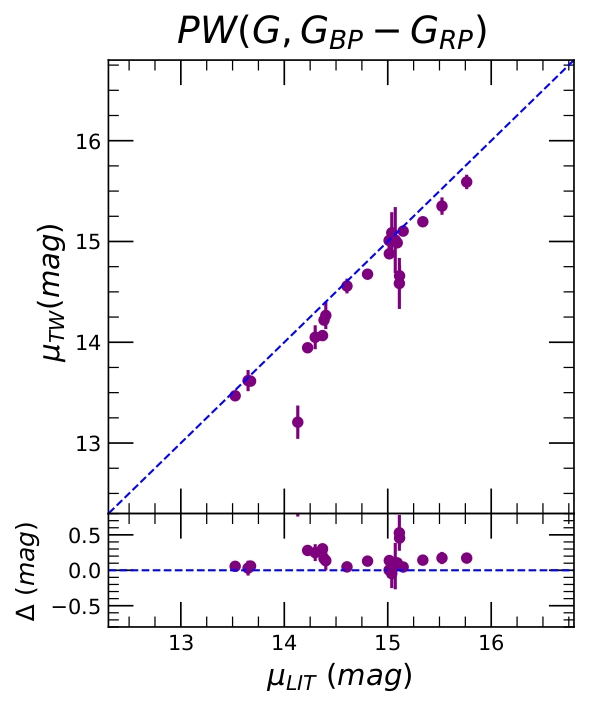 PW(G, G_BP − G_RP)
16
15
14
13
μ_TW(mag)
0.5
0.0
−0.5
Δ (mag)
13 14 15 16
μ_LIT (mag)